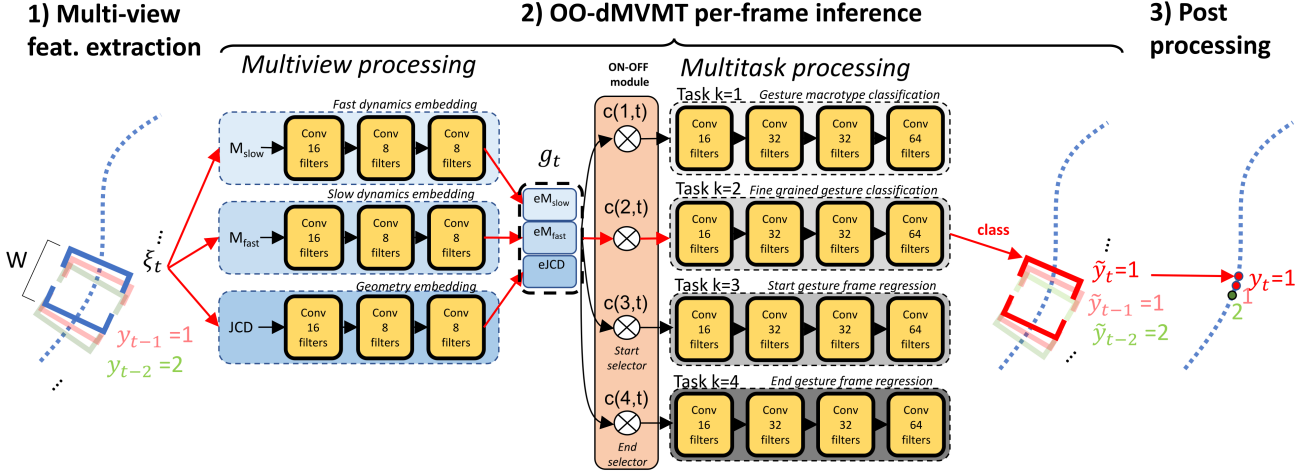 1) Multi-view
feat. extraction
2) OO-dMVMT per-frame inference
3) Post
processing
Multiview processing
ON-OFF
module
Multitask processing
Fast dynamics embedding
M_slow
Conv
16
filters
Conv
8
filters
Conv
8
filters
Slow dynamics embedding
M_fast
Conv
16
filters
Conv
8
filters
Conv
8
filters
Geometry embedding
JCD
Conv
16
filters
Conv
8
filters
Conv
8
filters
W
...
ξ_t
y_{t-1} =1
y_{t-2} =2
...
g_t
eM_slow
eM_fast
eJCD
c(1,t)
c(2,t)
c(3,t)
Start
selector
c(4,t)
End
selector
Task k=1
Gesture macrotype classification
Conv
16
filters
Conv
32
filters
Conv
32
filters
Conv
64
filters
Task k=2
Fine grained gesture classification
Conv
16
filters
Conv
32
filters
Conv
32
filters
Conv
64
filters
Task k=3
Start gesture frame regression
Conv
16
filters
Conv
32
filters
Conv
32
filters
Conv
64
filters
Task k=4
End gesture frame regression
Conv
16
filters
Conv
32
filters
Conv
32
filters
Conv
64
filters
class
...
ỹ_t=1
ỹ_{t-1} =1
ỹ_{t-2} =2
...
y_t=1
1
2